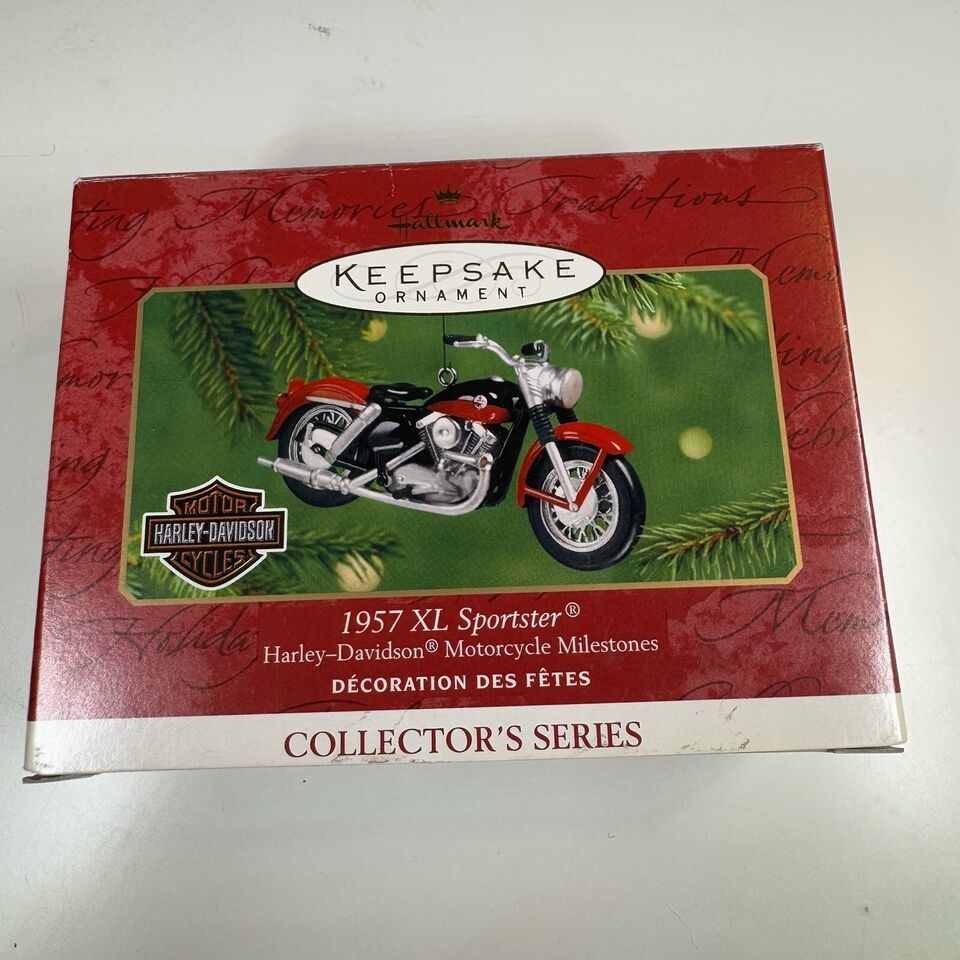 Memories Traditions
Hallmark
KEEPSAKE
ORNAMENT
MOTOR
HARLEY-DAVIDSON
CYCLES
1957 XL Sportster®
Harley–Davidson® Motorcycle Milestones
DÉCORATION DES FÊTES
COLLECTOR'S SERIES